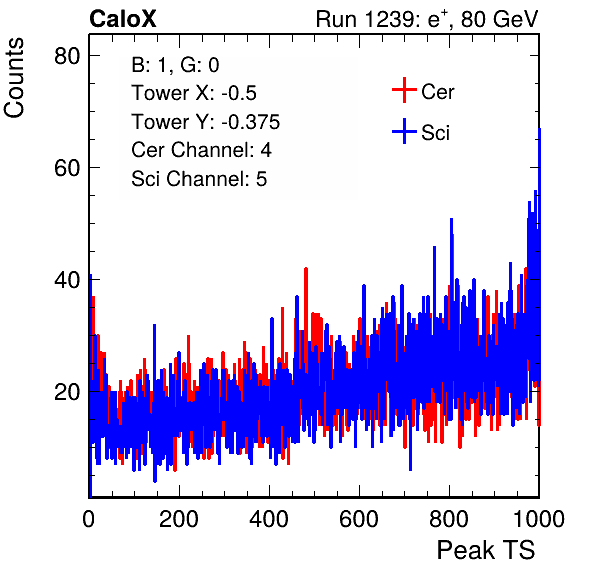 CaloX Run 1239: e⁺, 80 GeV
Counts
80
60
40
20
B: 1, G: 0
Tower X: -0.5
Tower Y: -0.375
Cer Channel: 4
Sci Channel: 5
Cer
Sci
0 200 400 600 800 1000
Peak TS